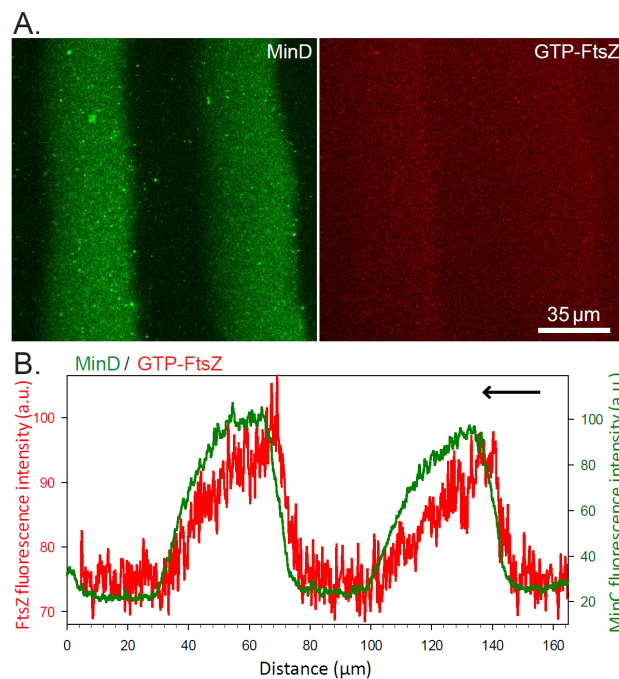 A.
MinD
GTP-FtsZ
35 µm
B.
MinD / GTP-FtsZ
FtsZ fluorescence intensity (a.u.)
100
90
80
70
MinC fluorescence intensity (a.u.)
100
80
60
40
20
0 20 40 60 80 100 120 140 160
Distance (µm)